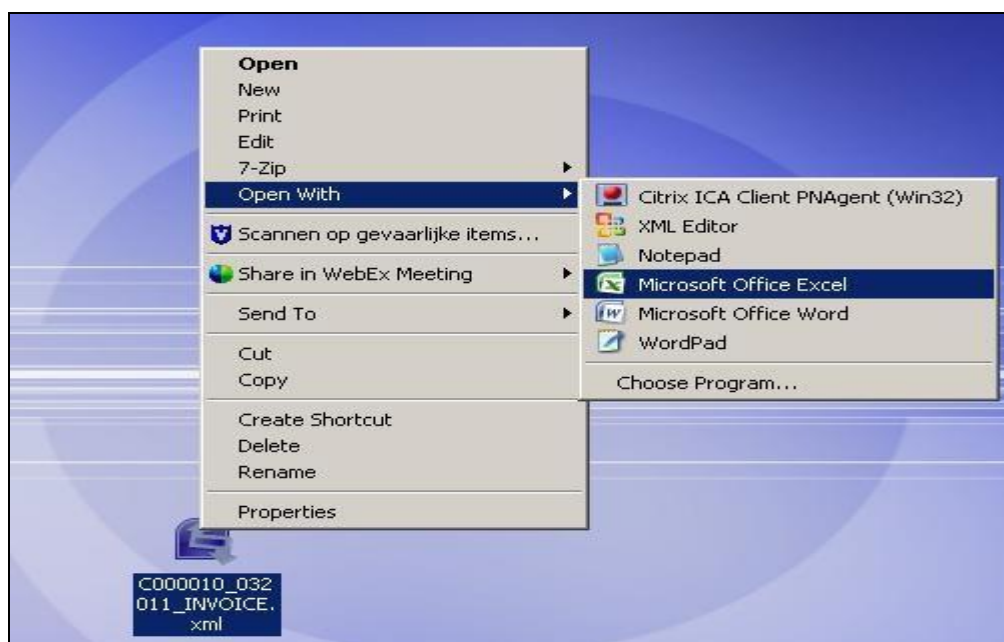 Open
New
Print
Edit
7-Zip
Open With
Scannen op gevaarlijke items...
Share in WebEx Meeting
Send To
Cut
Copy
Create Shortcut
Delete
Rename
Properties
Citrix ICA Client PNAgent (Win32)
XML Editor
Notepad
Microsoft Office Excel
Microsoft Office Word
WordPad
Choose Program...
C000010_032
011_INVOICE.
xml